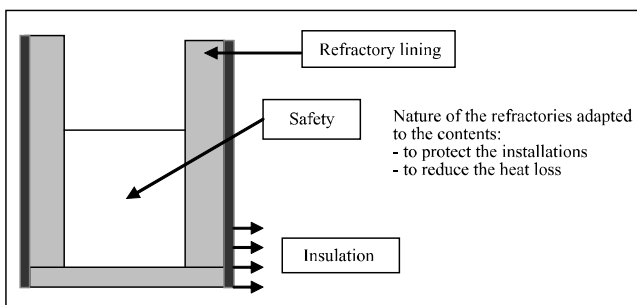 Refractory lining
Safety
Nature of the refractories adapted
to the contents:
- to protect the installations
- to reduce the heat loss
Insulation